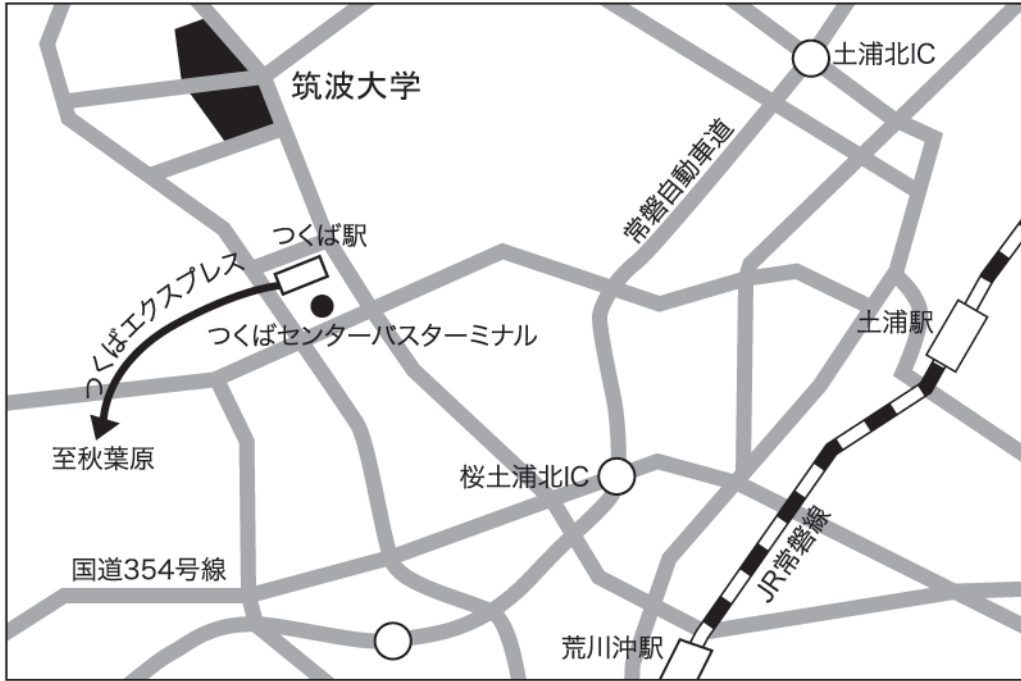 土浦北IC
筑波大学
常磐自動車道
つくば駅
つくばエクスプレス
土浦駅
つくばセンターバスターミナル
至秋葉原
桜土浦北IC
JR常磐線
国道354号線
荒川沖駅